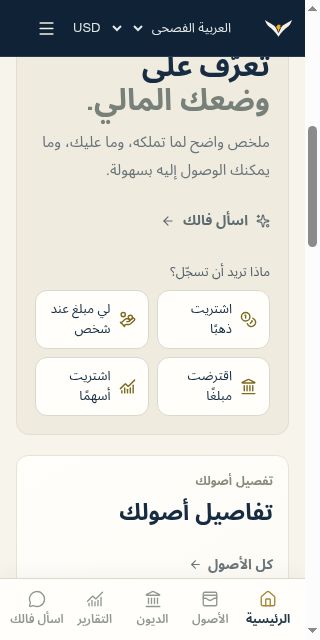 العربية الفصحى
USD
تعرّف على
وضعك المالي.
ملخص واضح لما تملكه، وما عليك، وما
يمكنك الوصول إليه بسهولة.
اسأل فالك
ماذا تريد أن تسجّل؟
اشتريت
ذهبًا
لي مبلغ عند
شخص
اقترضت
مبلغًا
اشتريت
أسهمًا
تفصيل أصولك
تفاصيل أصولك
كل الأصول
الرئيسية
الأصول
الديون
التقارير
اسأل فالك